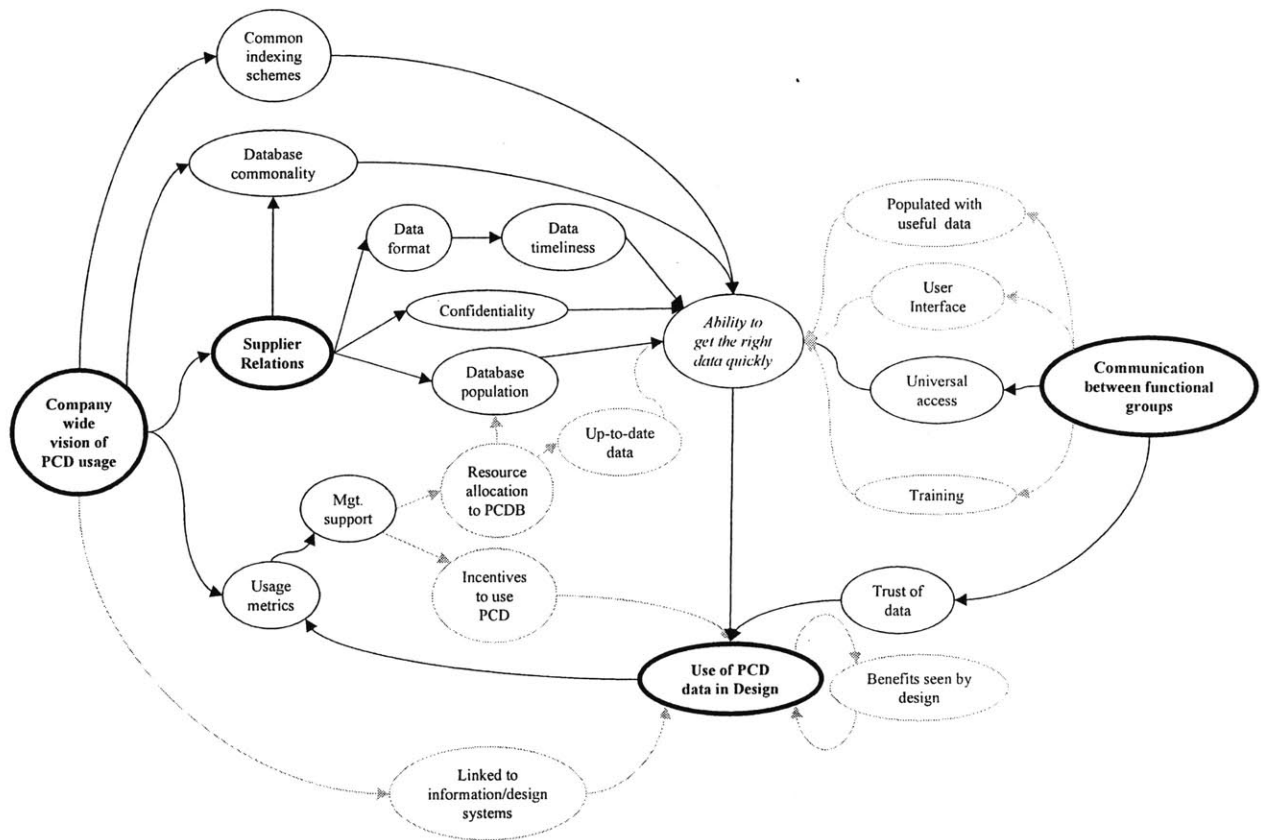 Common
indexing
schemes
Database
commonality
Data
format
Data
timeliness
Populated with
useful data
User
Interface
Confidentiality
Ability to
get the right
data quickly
Supplier
Relations
Database
population
Universal
access
Communication
between functional
groups
Company
wide
vision of
PCD usage
Up-to-date
data
Resource
allocation
to PCDB
Training
Mgt.
support
Usage
metrics
Incentives
to use
PCD
Trust of
data
Use of PCD
data in Design
Benefits seen by
design
Linked to
information/design
systems